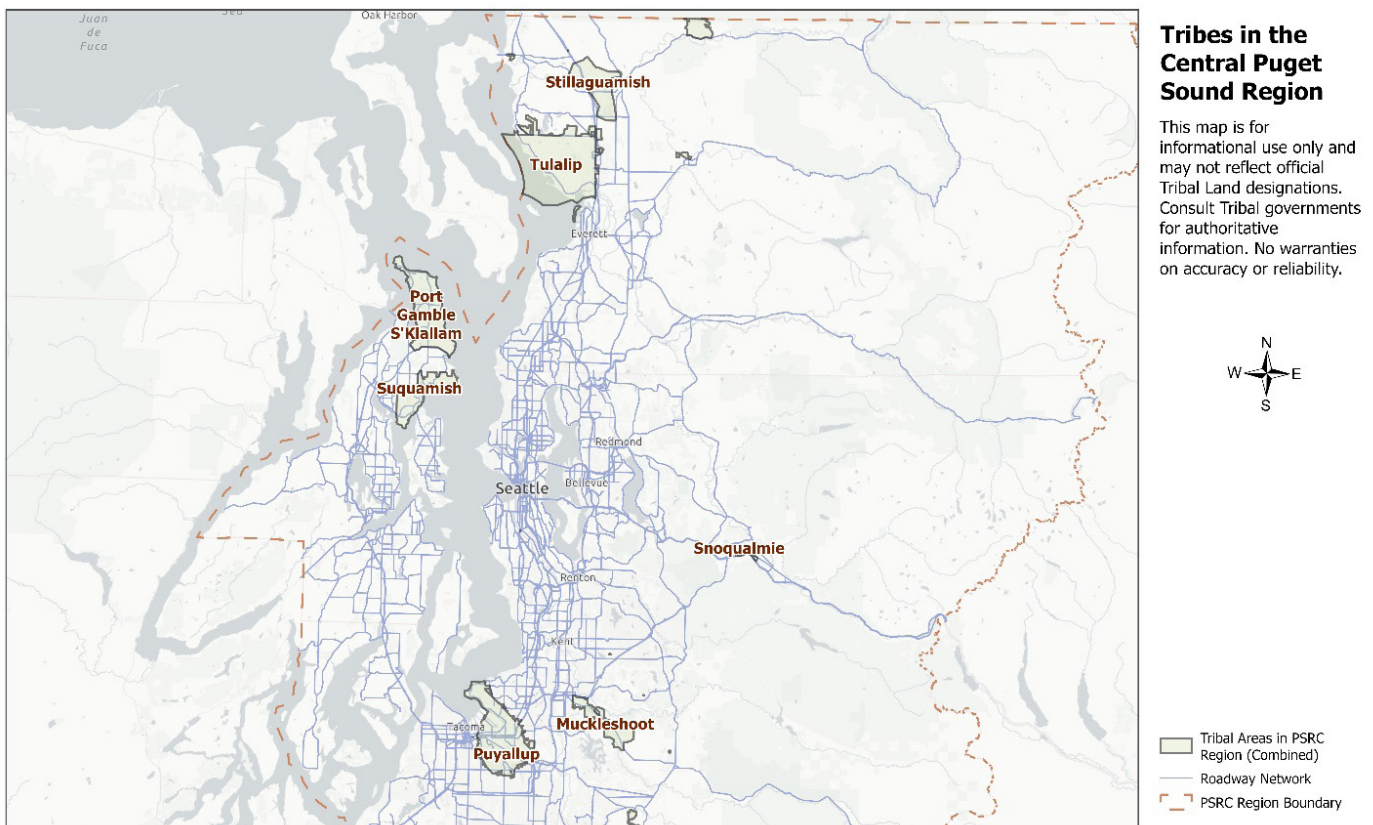 Juan
de
Fuca
Oak Harbor
Stillaguamish
Tulalip
Everett
Port
Gamble
S'Klallam
Suquamish
Redmond
Seattle
Bellevue
Snoqualmie
Renton
Kent
Muckleshoot
Tacoma
Puyallup
Tribes in the
Central Puget
Sound Region
This map is for
informational use only and
may not reflect official
Tribal Land designations.
Consult Tribal governments
for authoritative
information. No warranties
on accuracy or reliability.
N
W E
S
Tribal Areas in PSRC
Region (Combined)
Roadway Network
PSRC Region Boundary